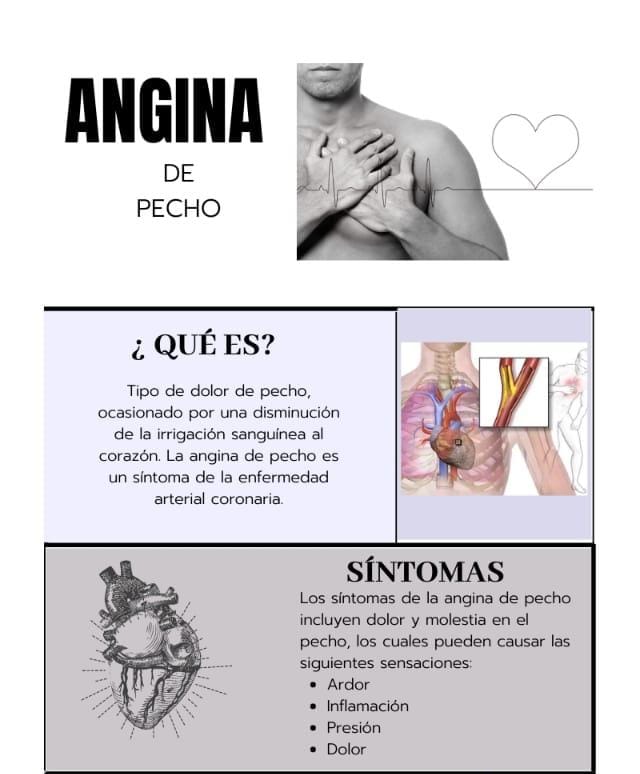 ANGINA
DE
PECHO
¿ QUÉ ES?
Tipo de dolor de pecho,
ocasionado por una disminución
de la irrigación sanguínea al
corazón. La angina de pecho es
un síntoma de la enfermedad
arterial coronaria.
SÍNTOMAS
Los síntomas de la angina de pecho
incluyen dolor y molestia en el
pecho, los cuales pueden causar las
siguientes sensaciones:
• Ardor
• Inflamación
• Presión
• Dolor